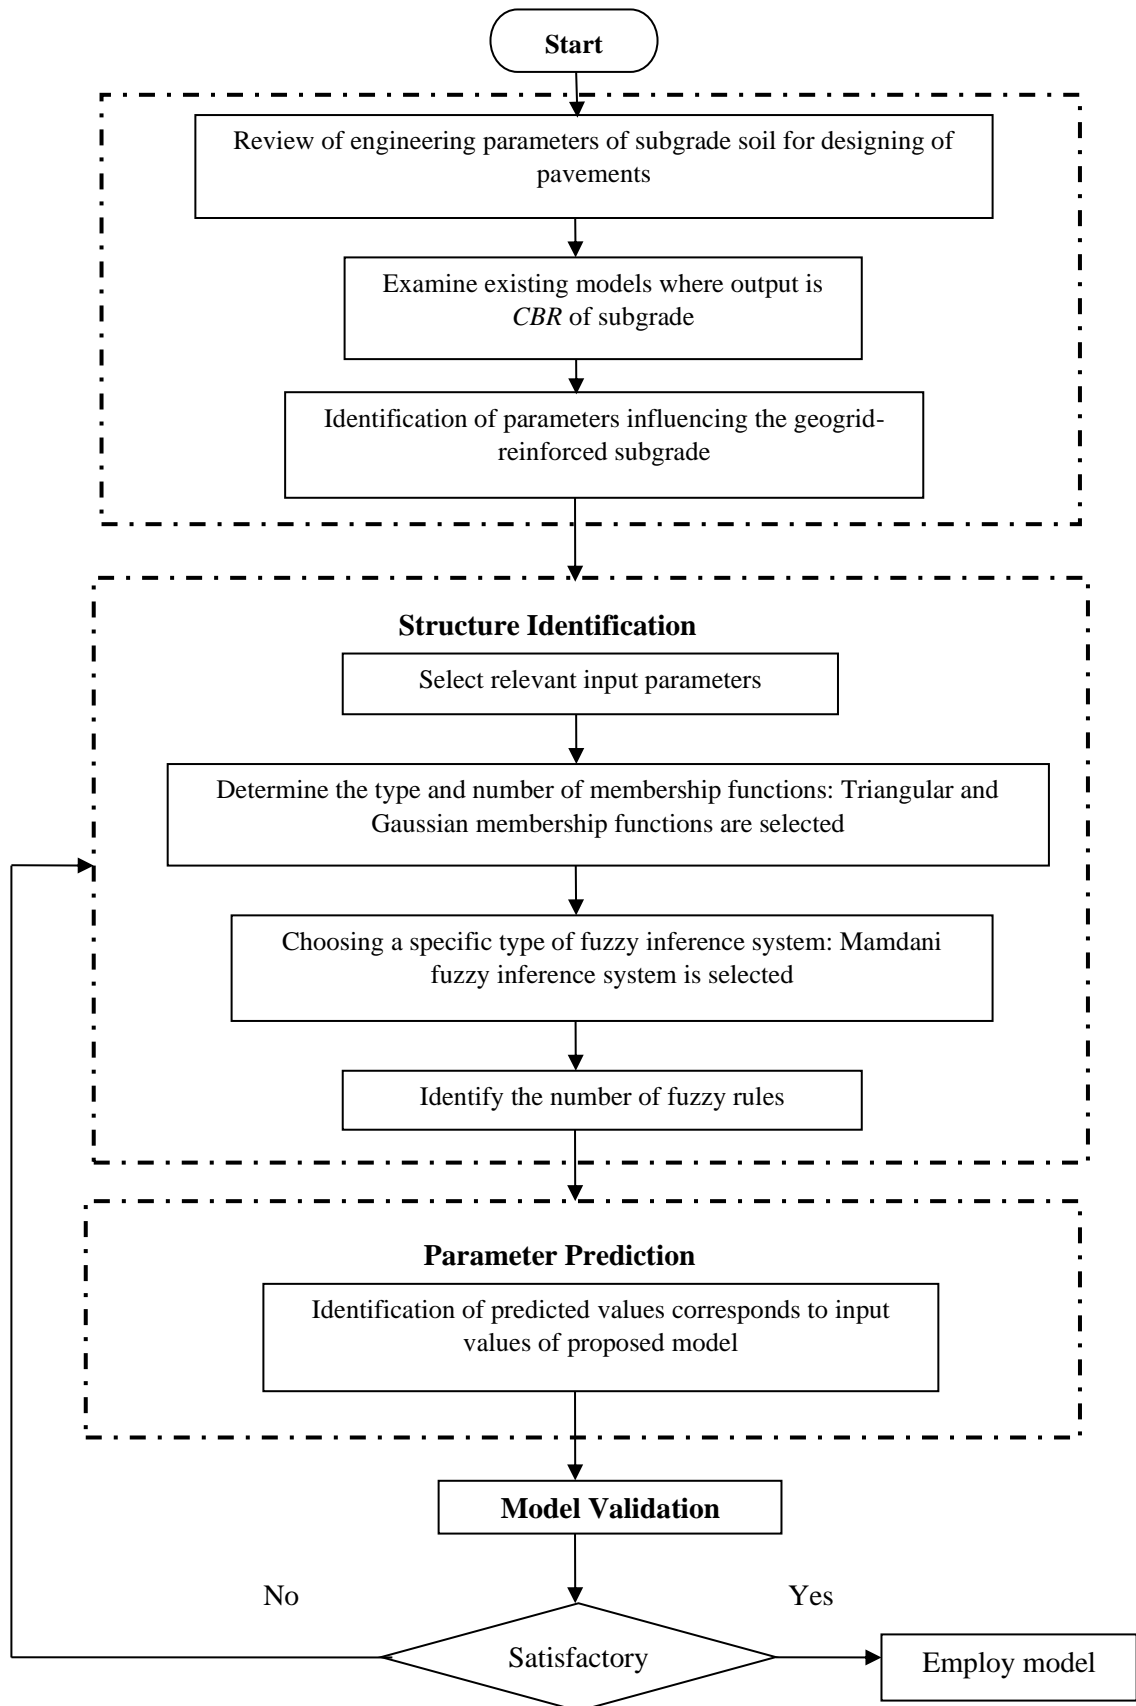 Start
Review of engineering parameters of subgrade soil for designing of
pavements
Examine existing models where output is
CBR of subgrade
Identification of parameters influencing the geogrid-
reinforced subgrade
Structure Identification
Select relevant input parameters
Determine the type and number of membership functions: Triangular and
Gaussian membership functions are selected
Choosing a specific type of fuzzy inference system: Mamdani
fuzzy inference system is selected
Identify the number of fuzzy rules
Parameter Prediction
Identification of predicted values corresponds to input
values of proposed model
Model Validation
No
Yes
Satisfactory
Employ model